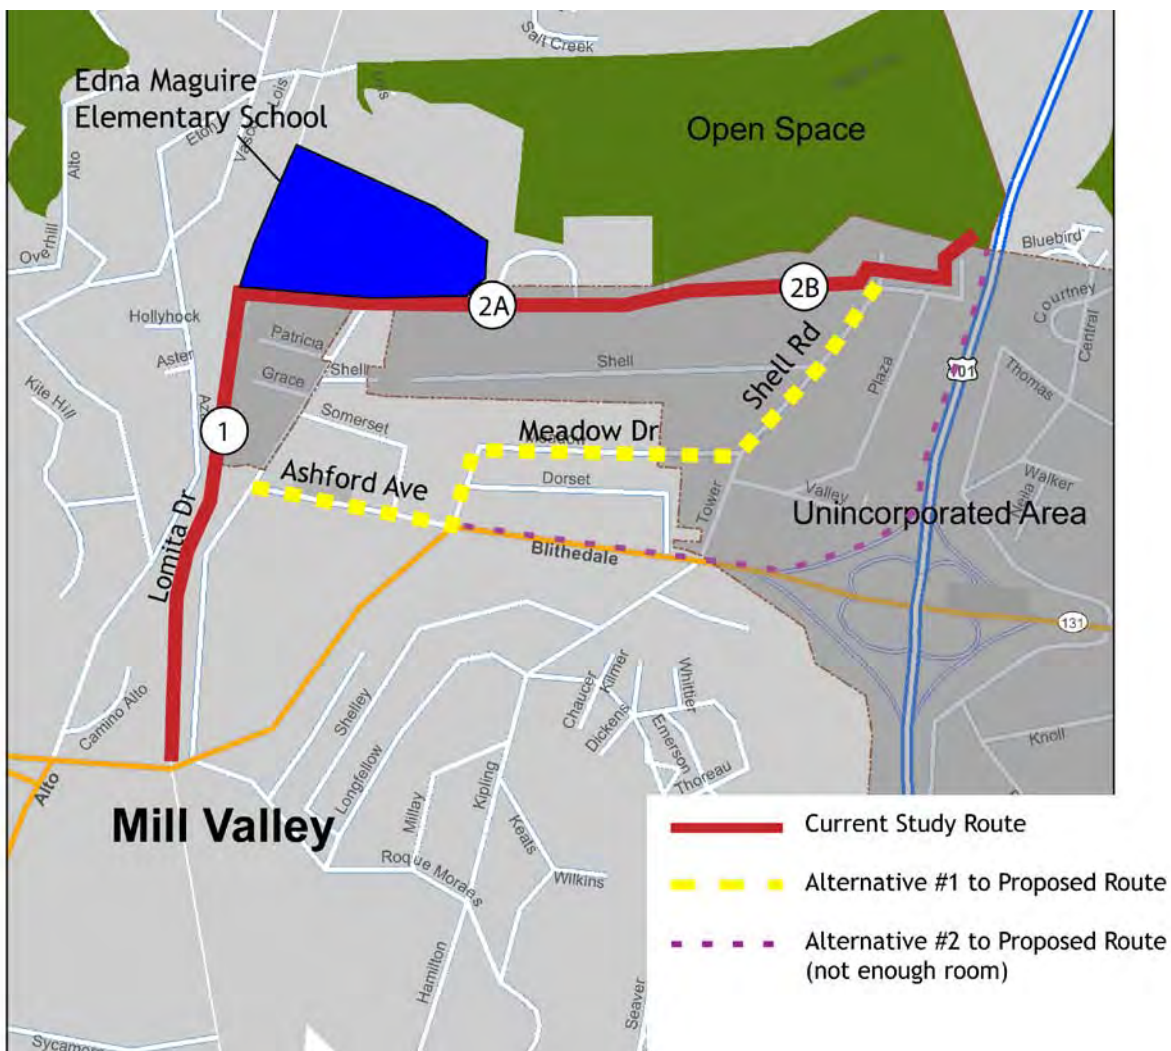 Salt Creek
Edna Maguire
Elementary School
Lois
Eton
Alto
Open Space
Overhill
Bluebird
Hollyhock
2A
2B
Courtney
Central
Patricia
Aster
Shell
Shell
Shell Rd
Plaza
101
Thomas
Grace
Kite Hill
1
Somerset
Meadow Dr
Ashford Ave
Dorset
Tower
Valley
Walker
Neila
Unincorporated Area
Lomita Dr
Blithedale
131
Camino Alto
Shelley
Chaucer
Kilmer
Whittier
Dickens
Emerson
Knoll
Longfellow
Thoreau
Alto
Mill Valley
Millay
Kipling
Keats
Roque Moraes
Wilkins
Hamilton
Seaver
Current Study Route
Alternative #1 to Proposed Route
Alternative #2 to Proposed Route
(not enough room)